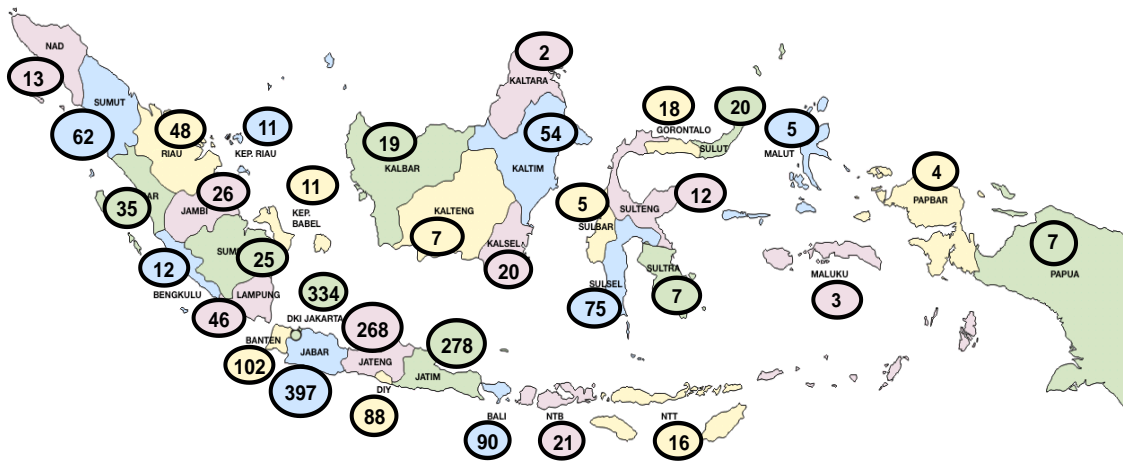 NAD
13
SUMUT
62
48
RIAU
11
KEP. RIAU
35
AR
26
JAMBI
11
KEP.
BABEL
12
BENGKULU
SUM
25
46
LAMPUNG
334
DKI JAKARTA
BANTEN
102
JABAR
397
268
JATENG
DIY
88
278
JATIM
BALI
90
NTB
21
NTT
16
2
KALTARA
19
KALBAR
54
KALTIM
KALTENG
7
KALSEL
20
18
GORONTALO
20
SULUT
5
SULBAR
SULTENG
12
SULSEL
75
SULTRA
7
5
MALUT
MALUKU
3
4
PAPBAR
7
PAPUA